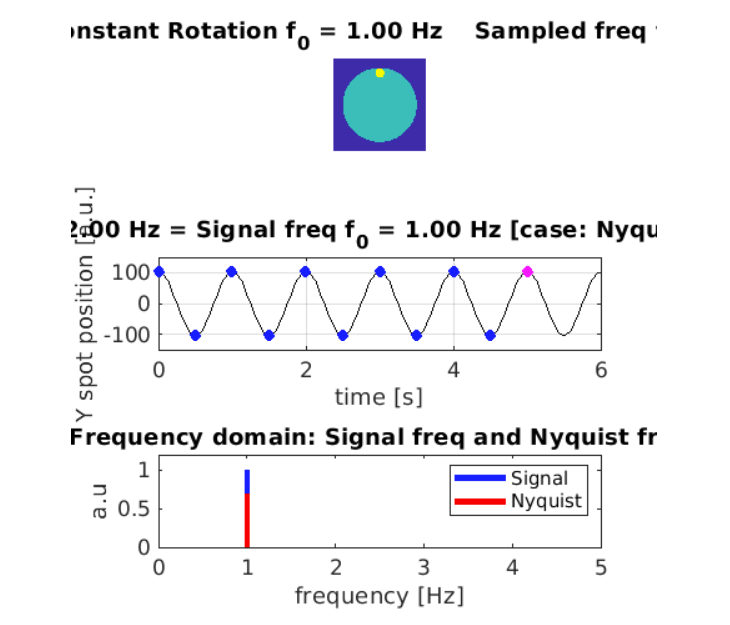 onstant Rotation f0 = 1.00 Hz    Sampled freq
2.00 Hz = Signal freq f0 = 1.00 Hz [case: Nyqu
Y spot position [a.u.]
100
0
-100
0 2 4 6
time [s]
Frequency domain: Signal freq and Nyquist fr
a.u
1
0.5
0
Signal
Nyquist
0 1 2 3 4 5
frequency [Hz]